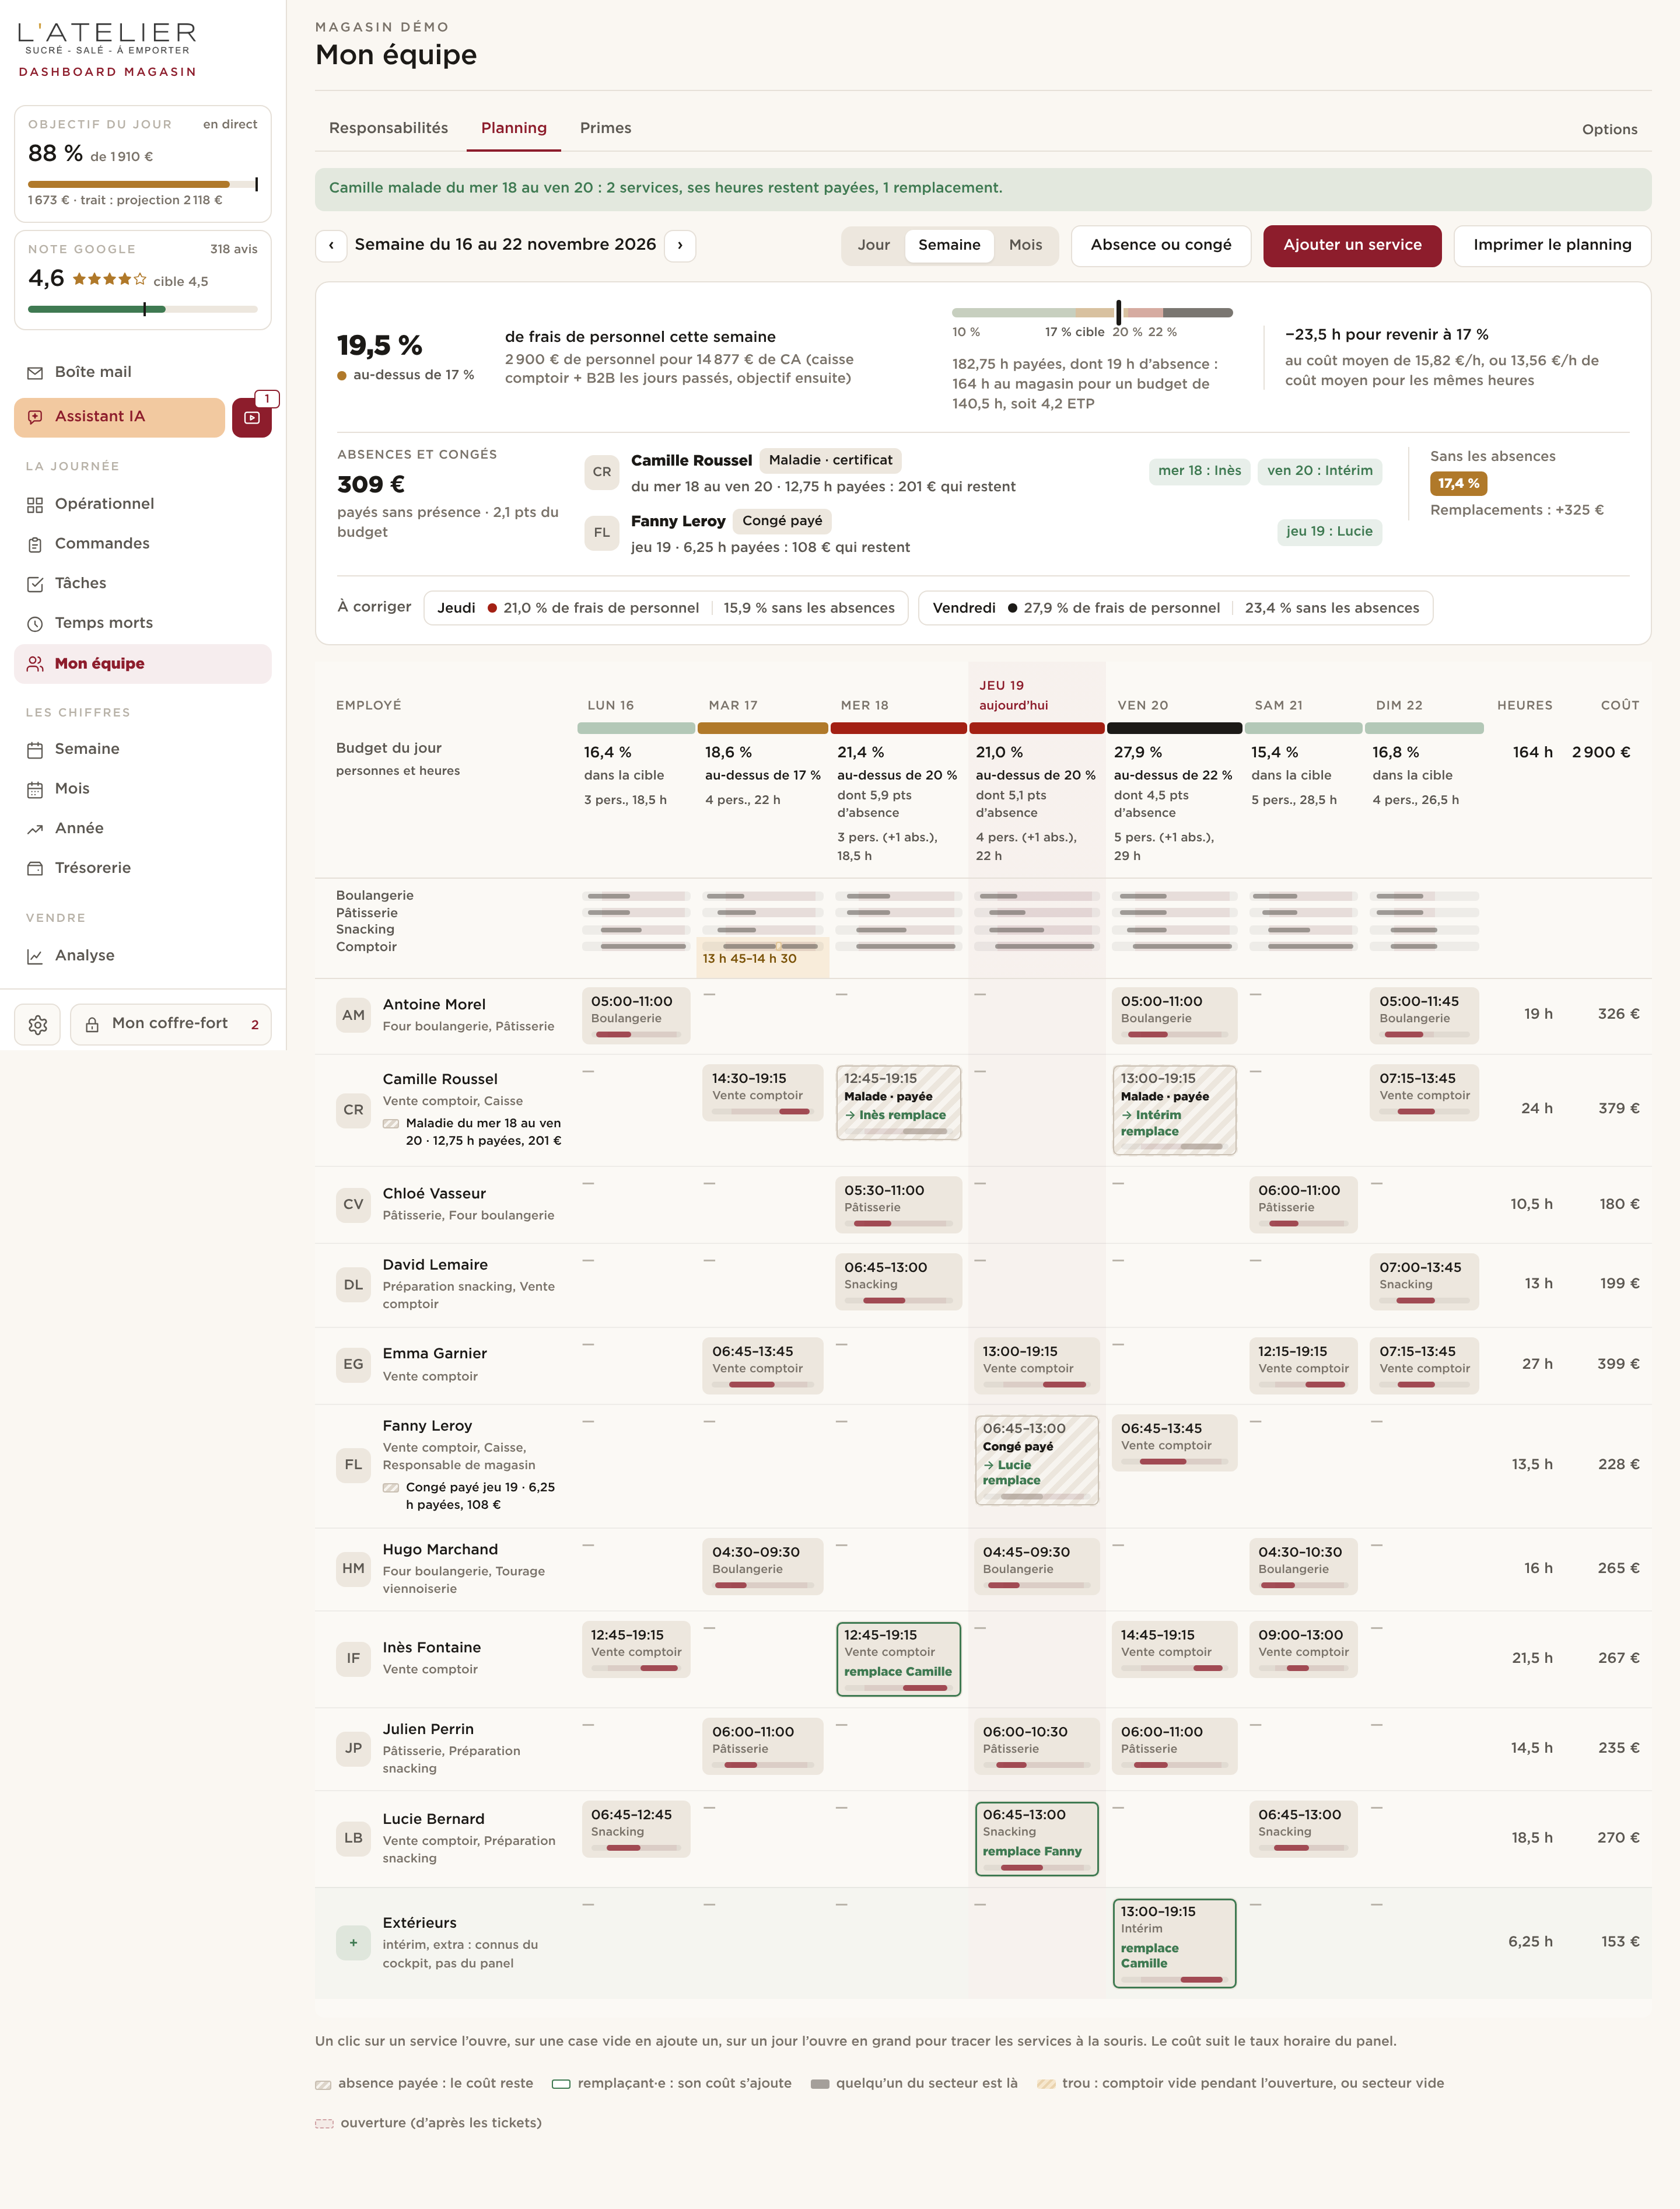 L'ATELIER
SUCRÉ - SALÉ - À EMPORTER
DASHBOARD MAGASIN
OBJECTIF DU JOUR en direct
88 % de 1 910 €
1 673 € · trait : projection 2 118 €
NOTE GOOGLE 318 avis
4,6 ★★★★☆ cible 4,5
Boîte mail
Assistant IA 1
LA JOURNÉE
Opérationnel
Commandes
Tâches
Temps morts
Mon équipe
LES CHIFFRES
Semaine
Mois
Année
Trésorerie
VENDRE
Analyse
Mon coffre-fort 2
MAGASIN DÉMO
Mon équipe
Responsabilités Planning Primes Options
Camille malade du mer 18 au ven 20 : 2 services, ses heures restent payées, 1 remplacement.
‹ Semaine du 16 au 22 novembre 2026 › Jour Semaine Mois Absence ou congé Ajouter un service Imprimer le planning
19,5 %
au-dessus de 17 %
de frais de personnel cette semaine
2 900 € de personnel pour 14 877 € de CA (caisse
comptoir + B2B les jours passés, objectif ensuite)
10 % 17 % cible 20 % 22 %
182,75 h payées, dont 19 h d’absence :
164 h au magasin pour un budget de
140,5 h, soit 4,2 ETP
−23,5 h pour revenir à 17 %
au coût moyen de 15,82 €/h, ou 13,56 €/h de
coût moyen pour les mêmes heures
ABSENCES ET CONGÉS
309 €
payés sans présence · 2,1 pts du
budget
CR Camille Roussel Maladie · certificat
du mer 18 au ven 20 · 12,75 h payées : 201 € qui restent
mer 18 : Inès ven 20 : Intérim
FL Fanny Leroy Congé payé
jeu 19 · 6,25 h payées : 108 € qui restent
jeu 19 : Lucie
Sans les absences
17,4 %
Remplacements : +325 €
À corriger Jeudi 21,0 % de frais de personnel 15,9 % sans les absences Vendredi 27,9 % de frais de personnel 23,4 % sans les absences
EMPLOYÉ LUN 16 MAR 17 MER 18 JEU 19 aujourd’hui VEN 20 SAM 21 DIM 22 HEURES COÛT
Budget du jour
personnes et heures
16,4 %
dans la cible
3 pers., 18,5 h
18,6 %
au-dessus de 17 %
4 pers., 22 h
21,4 %
au-dessus de 20 %
dont 5,9 pts
d’absence
3 pers. (+1 abs.),
18,5 h
21,0 %
au-dessus de 20 %
dont 5,1 pts
d’absence
4 pers. (+1 abs.),
22 h
27,9 %
au-dessus de 22 %
dont 4,5 pts
d’absence
5 pers. (+1 abs.),
29 h
15,4 %
dans la cible
5 pers., 28,5 h
16,8 %
dans la cible
4 pers., 26,5 h
164 h 2 900 €
Boulangerie
Pâtisserie
Snacking
Comptoir
13 h 45–14 h 30
AM Antoine Morel
Four boulangerie, Pâtisserie
05:00–11:00
Boulangerie
— — —
05:00–11:00
Boulangerie
—
05:00–11:45
Boulangerie
19 h 326 €
CR Camille Roussel
Vente comptoir, Caisse
Maladie du mer 18 au ven
20 · 12,75 h payées, 201 €
—
14:30–19:15
Vente comptoir
12:45–19:15
Malade · payée
→ Inès remplace
—
13:00–19:15
Malade · payée
→ Intérim
remplace
—
07:15–13:45
Vente comptoir
24 h 379 €
CV Chloé Vasseur
Pâtisserie, Four boulangerie
— —
05:30–11:00
Pâtisserie
— —
06:00–11:00
Pâtisserie
—
10,5 h 180 €
DL David Lemaire
Préparation snacking, Vente
comptoir
— —
06:45–13:00
Snacking
— — —
07:00–13:45
Snacking
13 h 199 €
EG Emma Garnier
Vente comptoir
—
06:45–13:45
Vente comptoir
—
13:00–19:15
Vente comptoir
—
12:15–19:15
Vente comptoir
07:15–13:45
Vente comptoir
27 h 399 €
FL Fanny Leroy
Vente comptoir, Caisse,
Responsable de magasin
Congé payé jeu 19 · 6,25
h payées, 108 €
— — —
06:45–13:00
Congé payé
→ Lucie
remplace
06:45–13:45
Vente comptoir
— —
13,5 h 228 €
HM Hugo Marchand
Four boulangerie, Tourage
viennoiserie
—
04:30–09:30
Boulangerie
—
04:45–09:30
Boulangerie
—
04:30–10:30
Boulangerie
—
16 h 265 €
IF Inès Fontaine
Vente comptoir
12:45–19:15
Vente comptoir
—
12:45–19:15
Vente comptoir
remplace Camille
—
14:45–19:15
Vente comptoir
09:00–13:00
Vente comptoir
—
21,5 h 267 €
JP Julien Perrin
Pâtisserie, Préparation
snacking
—
06:00–11:00
Pâtisserie
—
06:00–10:30
Pâtisserie
06:00–11:00
Pâtisserie
— —
14,5 h 235 €
LB Lucie Bernard
Vente comptoir, Préparation
snacking
06:45–12:45
Snacking
— —
06:45–13:00
Snacking
remplace Fanny
—
06:45–13:00
Snacking
—
18,5 h 270 €
+ Extérieurs
intérim, extra : connus du
cockpit, pas du panel
— — — —
13:00–19:15
Intérim
remplace
Camille
— —
6,25 h 153 €
Un clic sur un service l’ouvre, sur une case vide en ajoute un, sur un jour l’ouvre en grand pour tracer les services à la souris. Le coût suit le taux horaire du panel.
absence payée : le coût reste remplaçant·e : son coût s’ajoute quelqu’un du secteur est là trou : comptoir vide pendant l’ouverture, ou secteur vide
ouverture (d’après les tickets)